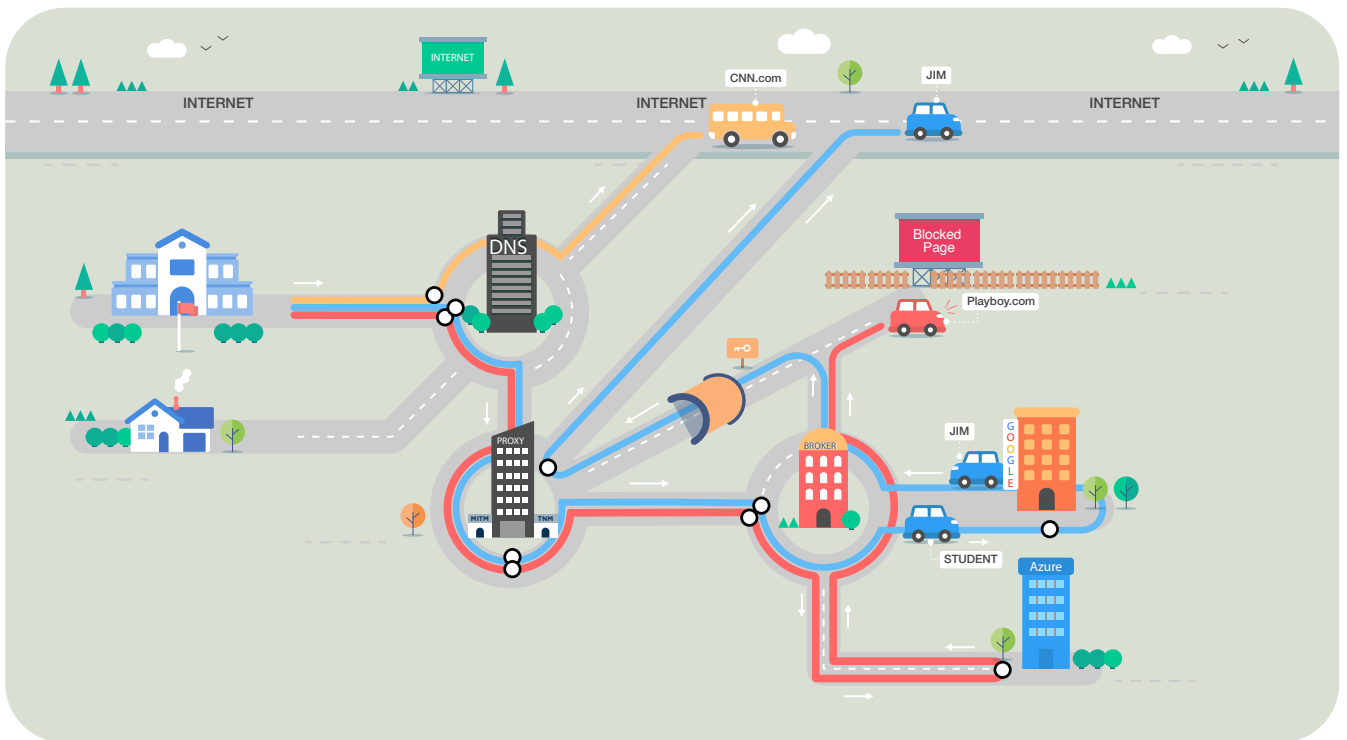 INTERNET
CNN.com
JIM
INTERNET
INTERNET
INTERNET
Blocked
Page
DNS
Playboy.com
PROXY
BROKER
JIM
GOOGLE
MITM
TNM
STUDENT
Azure